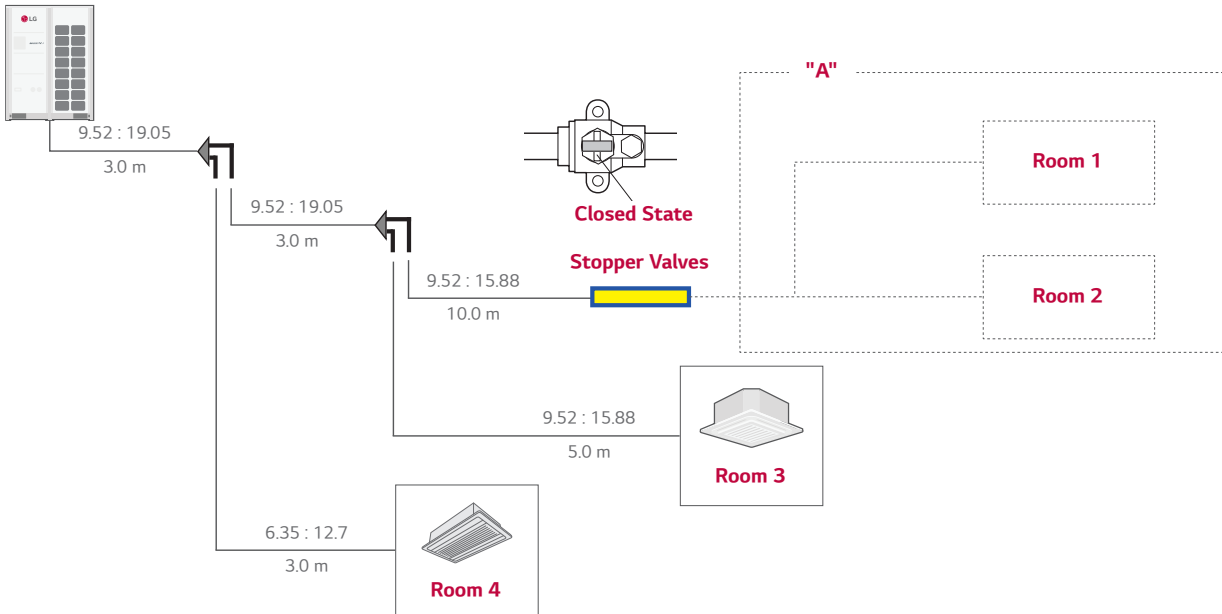 LG
"A"
9.52 : 19.05
3.0 m
Room 1
9.52 : 19.05
3.0 m
Closed State
Stopper Valves
9.52 : 15.88
10.0 m
Room 2
9.52 : 15.88
5.0 m
Room 3
6.35 : 12.7
3.0 m
Room 4